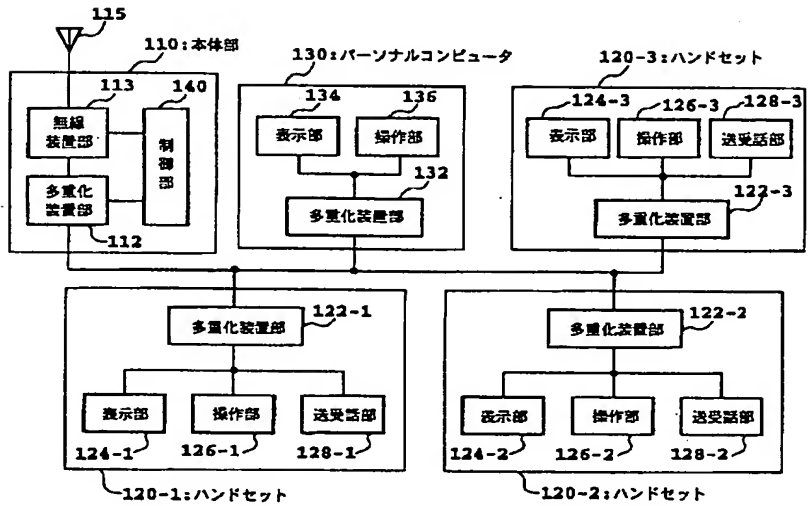 115
110:本体部
113
140
無線
装置部
制御部
多重化
装置部
112
130:パーソナルコンピュータ
134
136
表示部
操作部
132
多重化装置部
120-3:ハンドセット
124-3
126-3
128-3
表示部
操作部
送受話部
122-3
多重化装置部
122-1
多重化装置部
表示部
操作部
送受話部
124-1
126-1
128-1
120-1:ハンドセット
122-2
多重化装置部
表示部
操作部
送受話部
124-2
126-2
128-2
120-2:ハンドセット